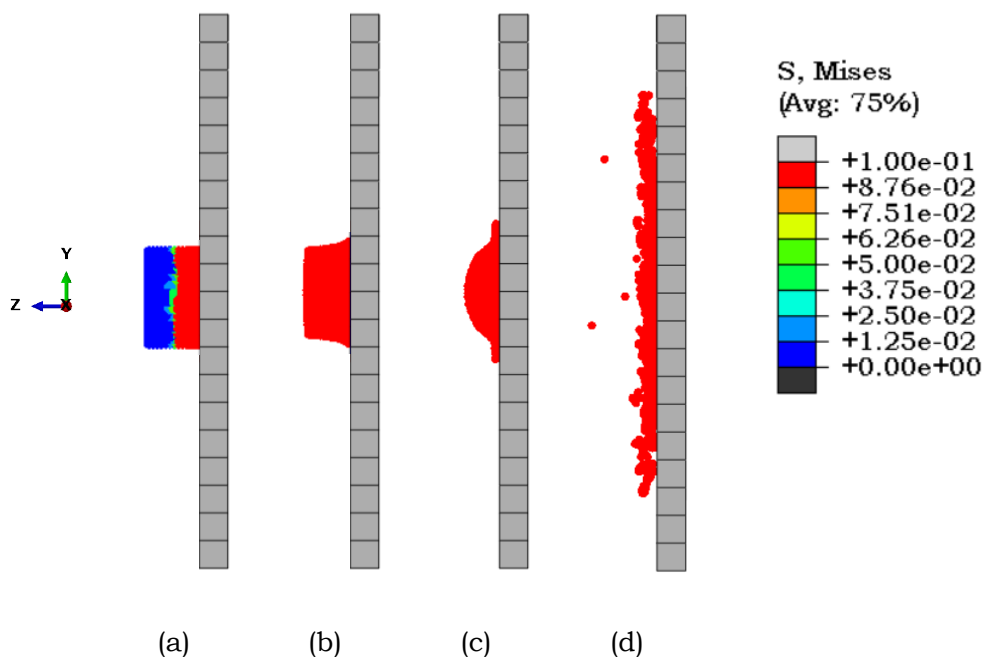 S, Mises
(Avg: 75%)
+1.00e-01
+8.76e-02
+7.51e-02
+6.26e-02
+5.00e-02
+3.75e-02
+2.50e-02
+1.25e-02
+0.00e+00
Y
Z X
(a) (b) (c) (d)